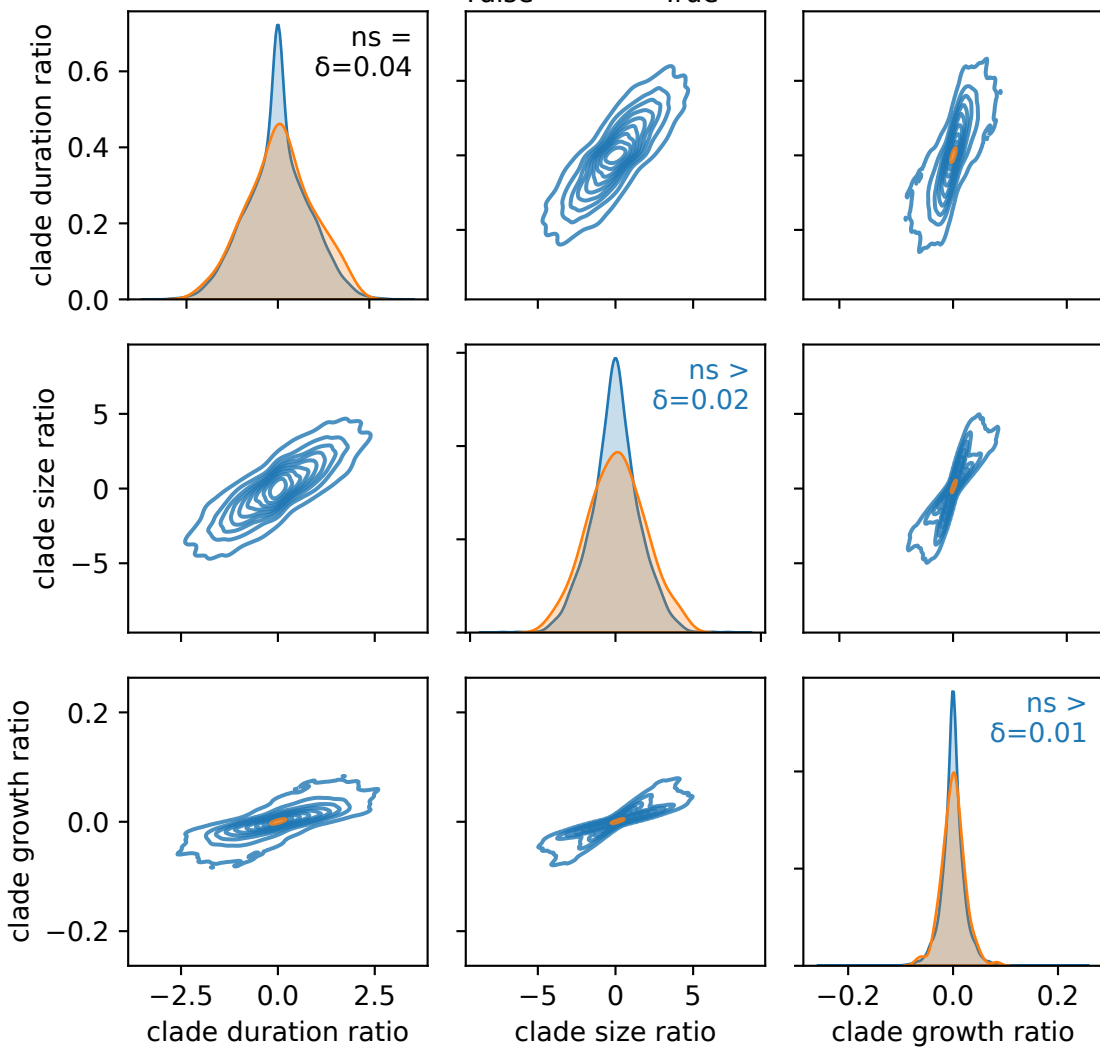 clade duration ratio
0.6
0.4
0.2
0.0
ns =
δ=0.04
clade size ratio
5
0
−5
ns >
δ=0.02
clade growth ratio
0.2
0.0
−0.2
ns >
δ=0.01
−2.5 0.0 2.5
−5 0 5
−0.2 0.0 0.2
clade duration ratio
clade size ratio
clade growth ratio